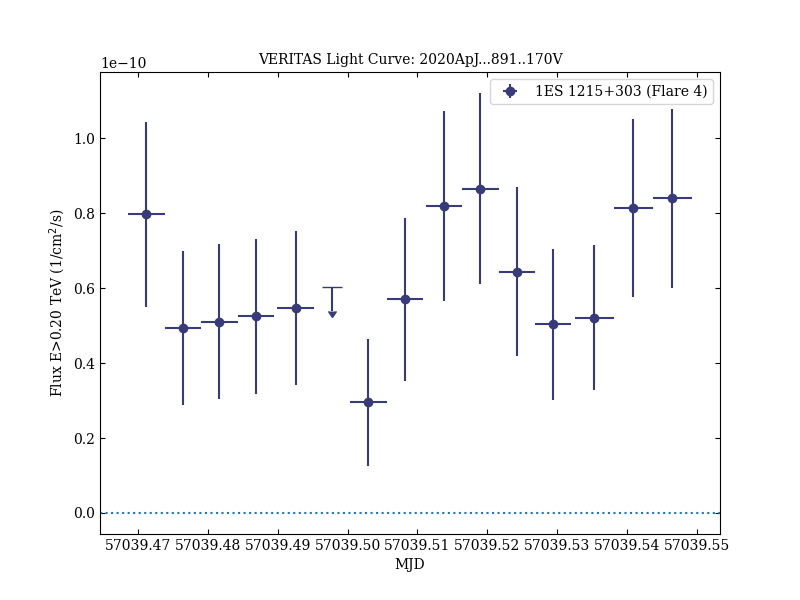 VERITAS Light Curve: 2020ApJ...891..170V
1e−10
1ES 1215+303 (Flare 4)
1.0
0.8
0.6
0.4
0.2
0.0
Flux E>0.20 TeV (1/cm²/s)
57039.47 57039.48 57039.49 57039.50 57039.51 57039.52 57039.53 57039.54 57039.55
MJD